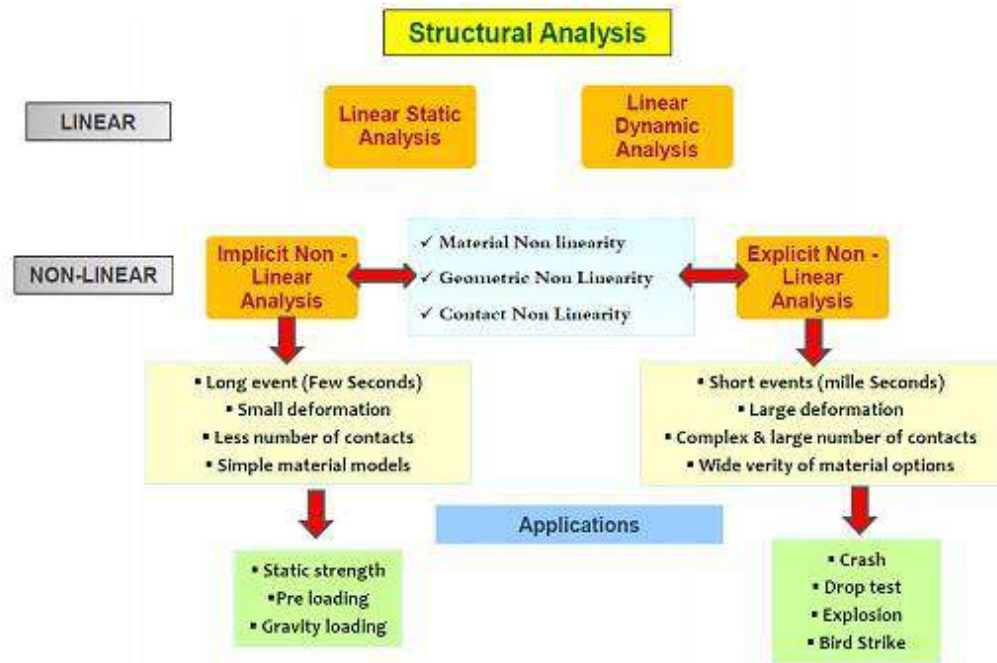 Structural Analysis
LINEAR
Linear Static
Analysis
Linear
Dynamic
Analysis
NON-LINEAR
Implicit Non -
Linear
Analysis
✓ Material Non linearity
✓ Geometric Non Linearity
✓ Contact Non Linearity
Explicit Non -
Linear
Analysis
▪ Long event (Few Seconds)
▪ Small deformation
▪ Less number of contacts
▪ Simple material models
▪ Short events (mille Seconds)
▪ Large deformation
▪ Complex & large number of contacts
▪ Wide verity of material options
Applications
▪ Static strength
▪Pre loading
▪ Gravity loading
▪ Crash
▪ Drop test
▪ Explosion
▪ Bird Strike